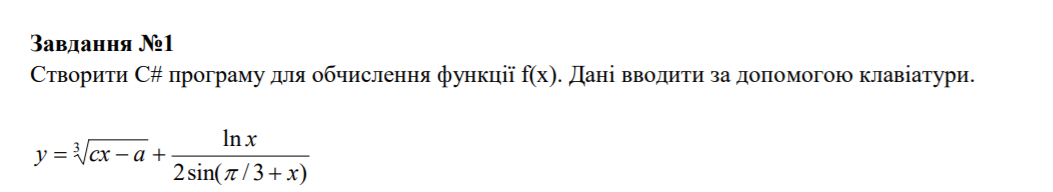 Завдання №1
Створити C# програму для обчислення функції f(x). Дані вводити за допомогою клавіатури.
y = ∛(cx − a) + ln x / (2 sin(π / 3 + x))